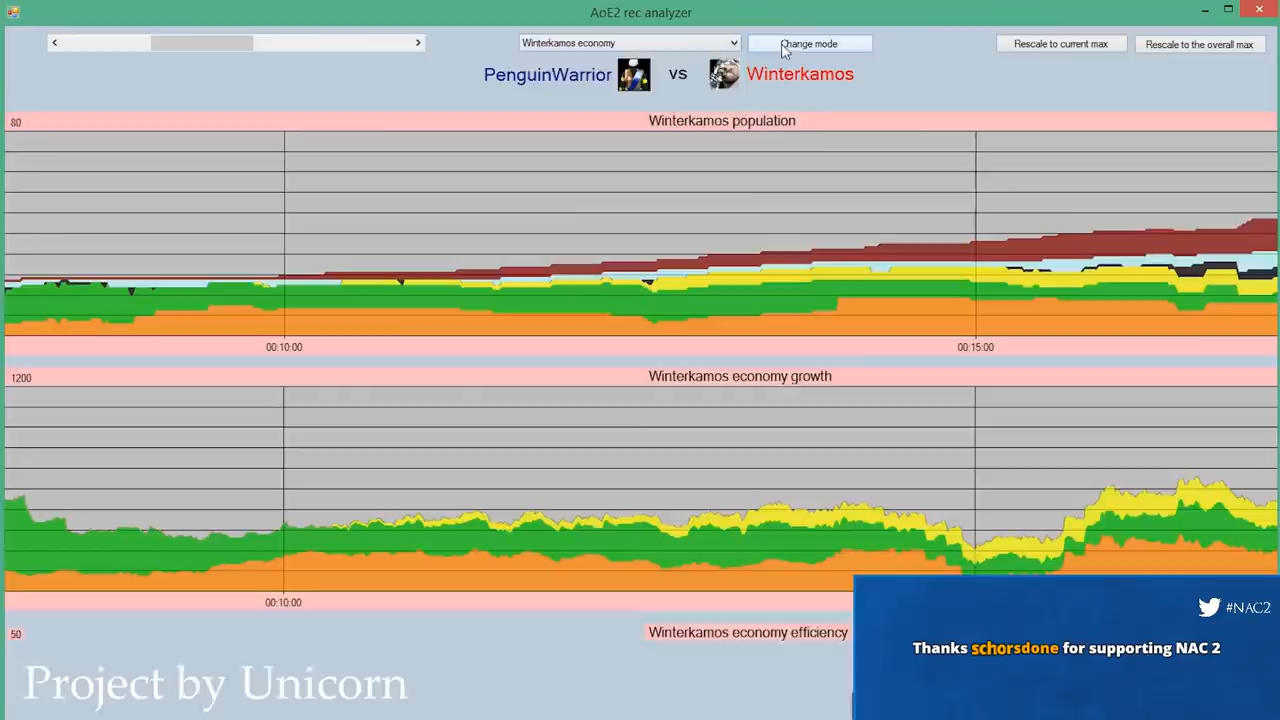 AoE2 rec analyzer
Winterkamos economy
Change mode
Rescale to current max
Rescale to the overall max
PenguinWarrior vs Winterkamos
80
Winterkamos population
00:10:00
00:15:00
1200
Winterkamos economy growth
00:10:00
50
Winterkamos economy efficiency
#NAC2
Thanks schorsdone for supporting NAC 2
Project by Unicorn